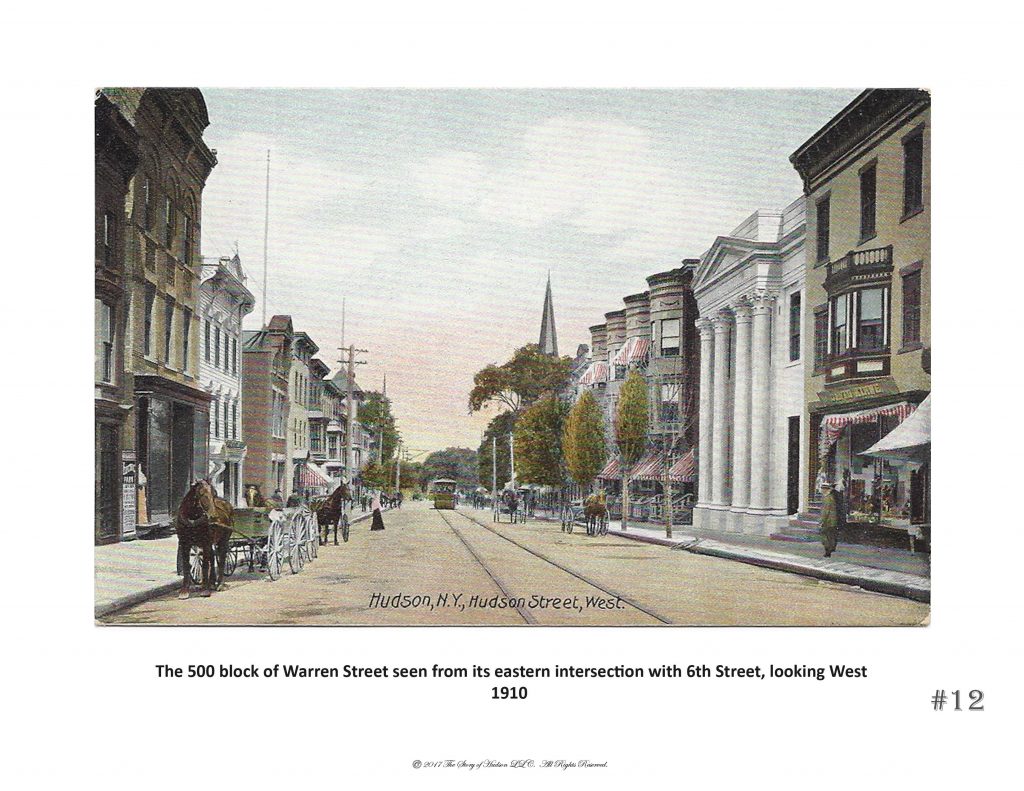 Hudson, N.Y., Hudson Street, West.
The 500 block of Warren Street seen from its eastern intersection with 6th Street, looking West
1910
#12
© 2017 The Story of Hudson LLC. All Rights Reserved.